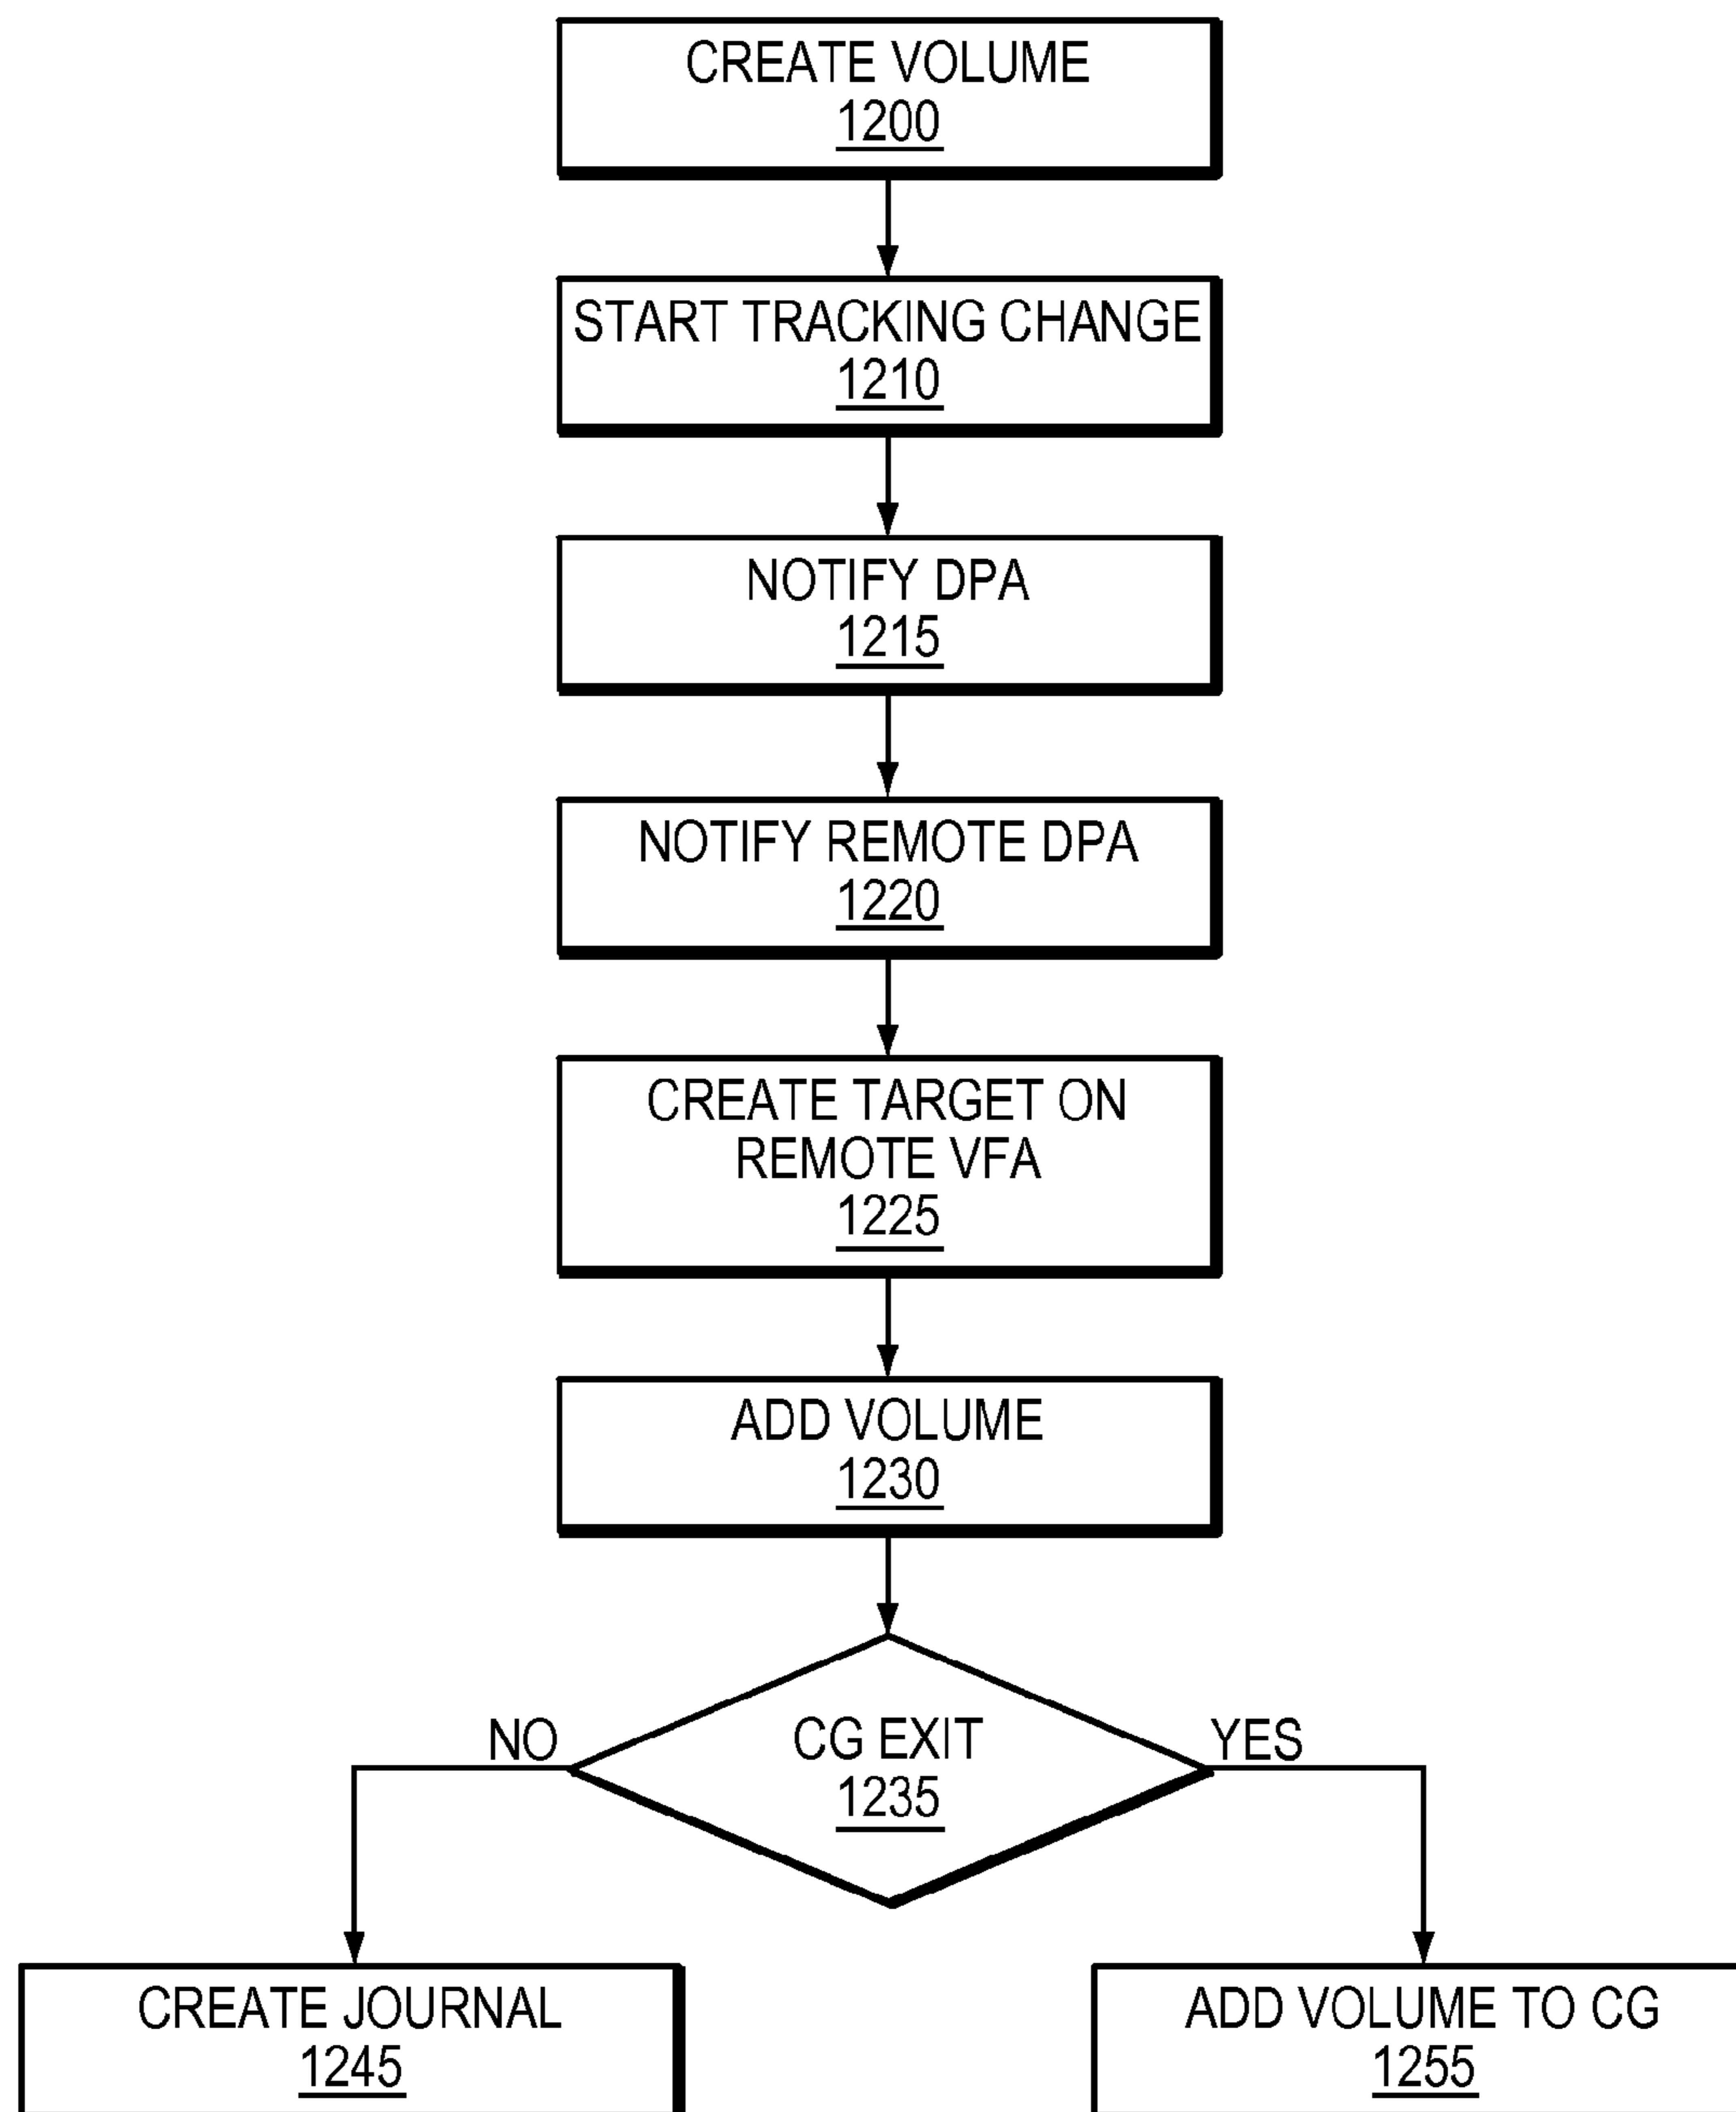 CREATE VOLUME
1200
START TRACKING CHANGE
1210
NOTIFY DPA
1215
NOTIFY REMOTE DPA
1220
CREATE TARGET ON
REMOTE VFA
1225
ADD VOLUME
1230
CG EXIT
1235
NO
YES
CREATE JOURNAL
1245
ADD VOLUME TO CG
1255